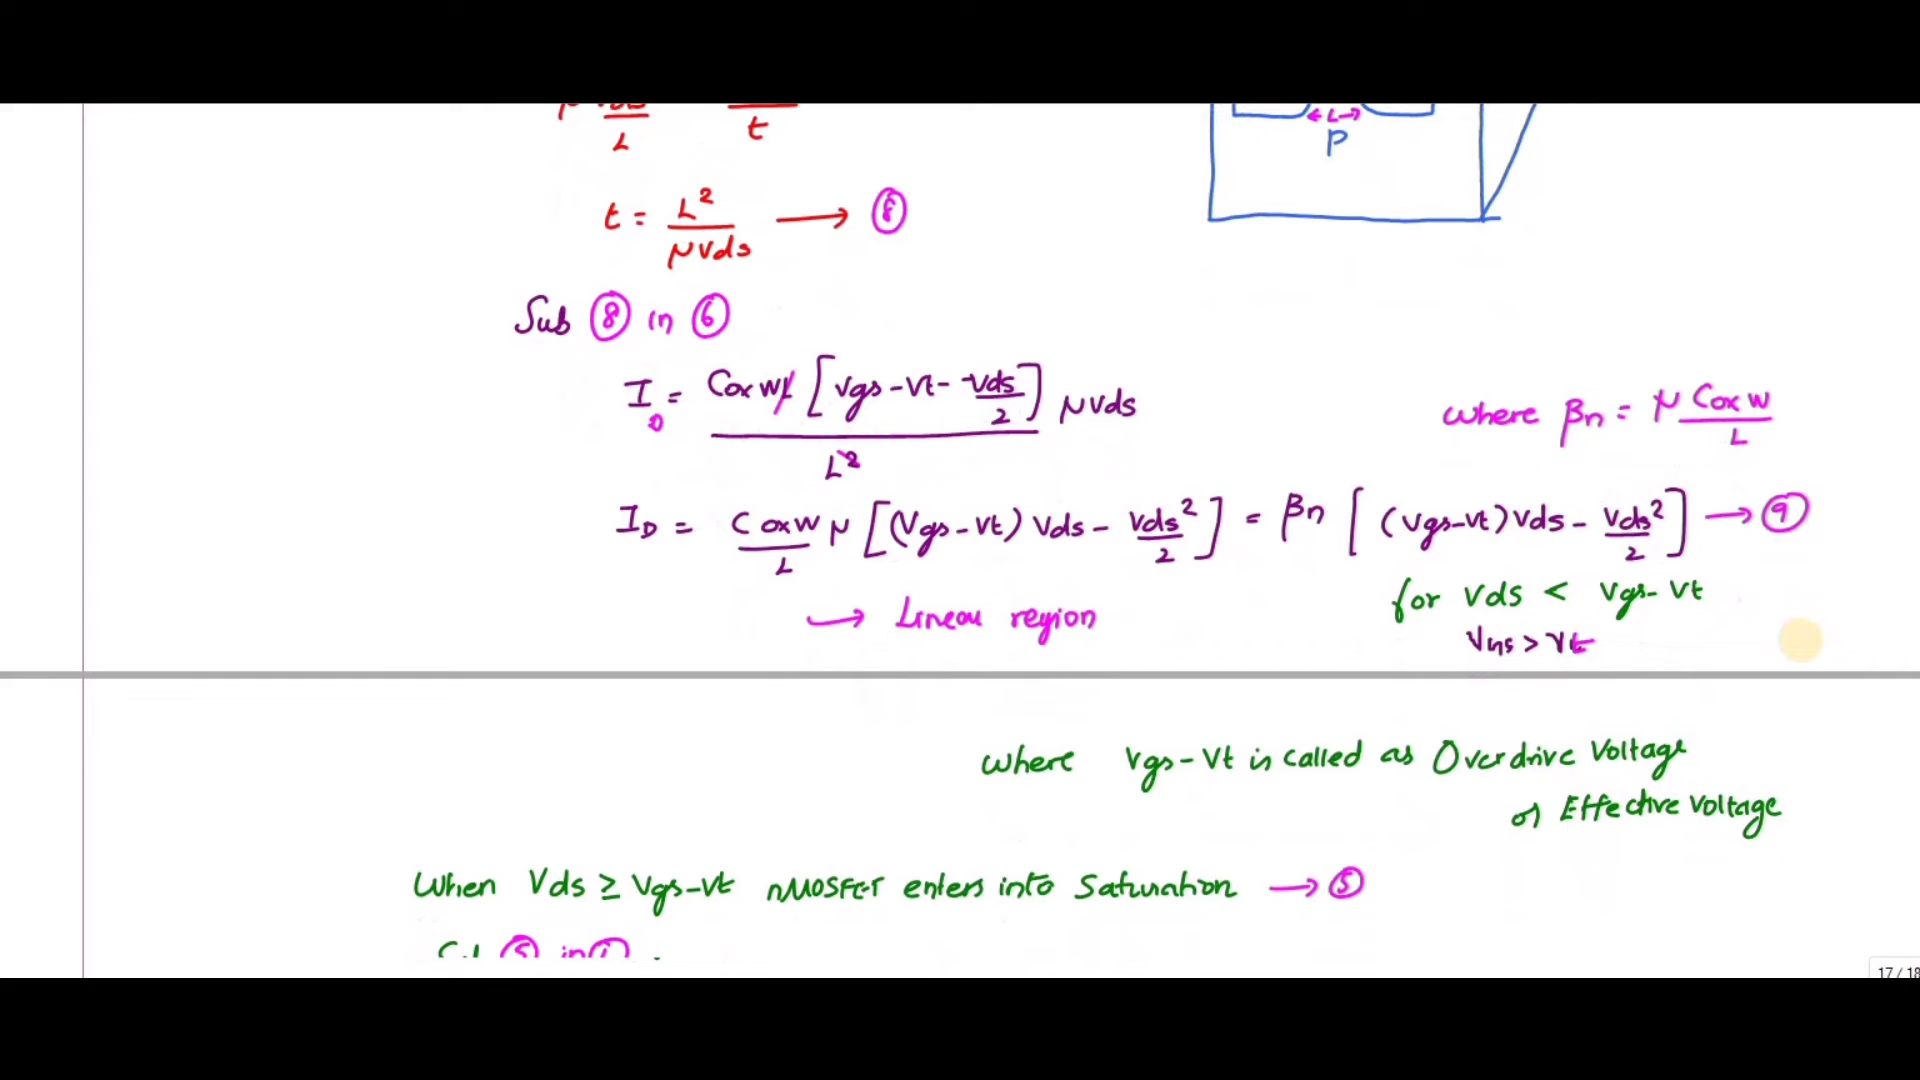 L t
← L →
P
t = L² / μVds → ⑧
Sub ⑧ in ⑥
I_D = CoxWL [Vgs - Vt - Vds/2] / L² μVds
where βn = μ CoxW / L
I_D = CoxW / L μ [(Vgs - Vt) Vds - Vds²/2] = βn [(Vgs-Vt)Vds - Vds²/2] → ⑨
→ Linear region
for Vds < Vgs-Vt
Vgs > Vt
where Vgs-Vt is called as Overdrive Voltage
or Effective Voltage
When Vds ≥ Vgs-Vt nMOSFET enters into Saturation → ⑤
17 / 18